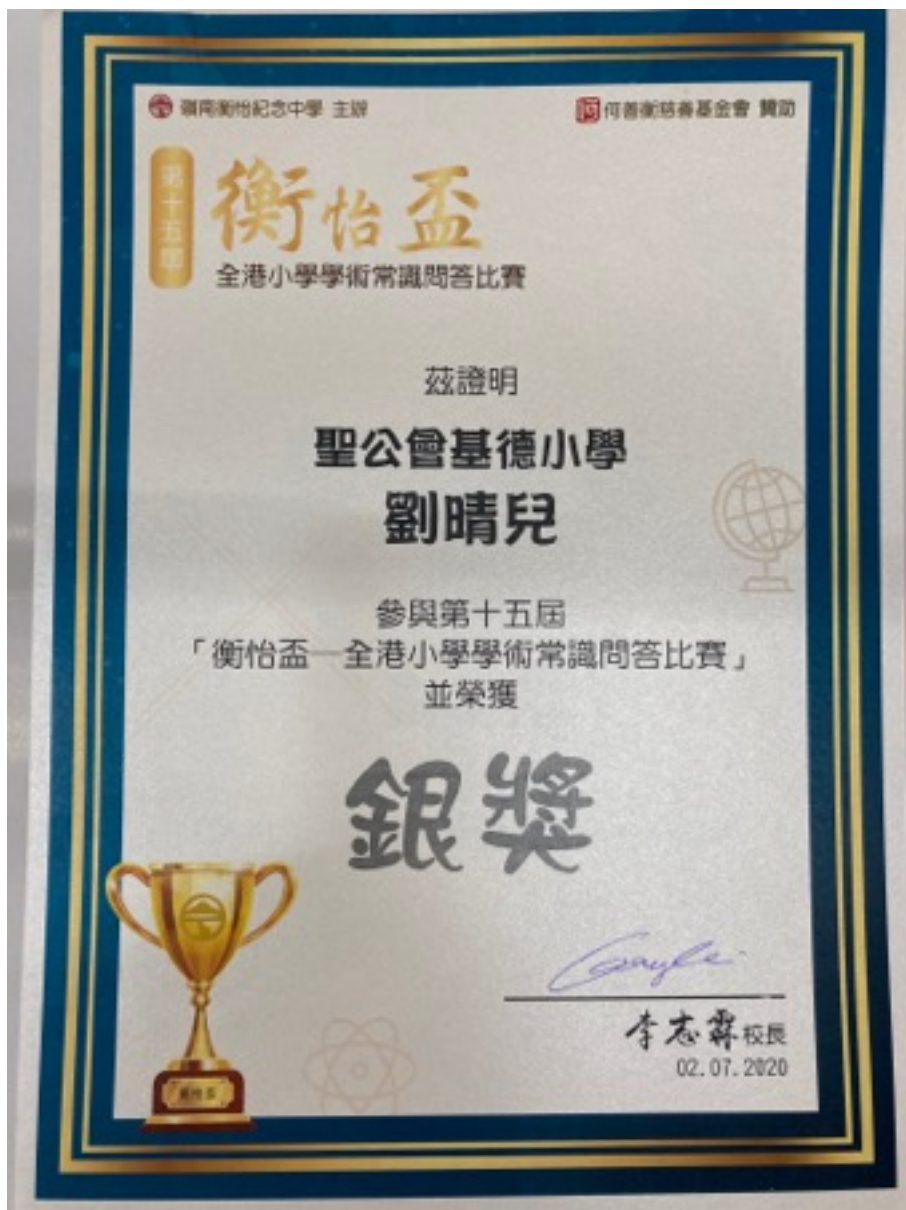 嶺南衡怡紀念中學 主辦
何善衡慈善基金會 贊助
第十五屆
衡怡盃
全港小學學術常識問答比賽
茲證明
聖公會基德小學
劉晴兒
參與第十五屆
「衡怡盃—全港小學學術常識問答比賽」
並榮獲
銀獎
李志霖校長
02.07.2020
衡怡盃